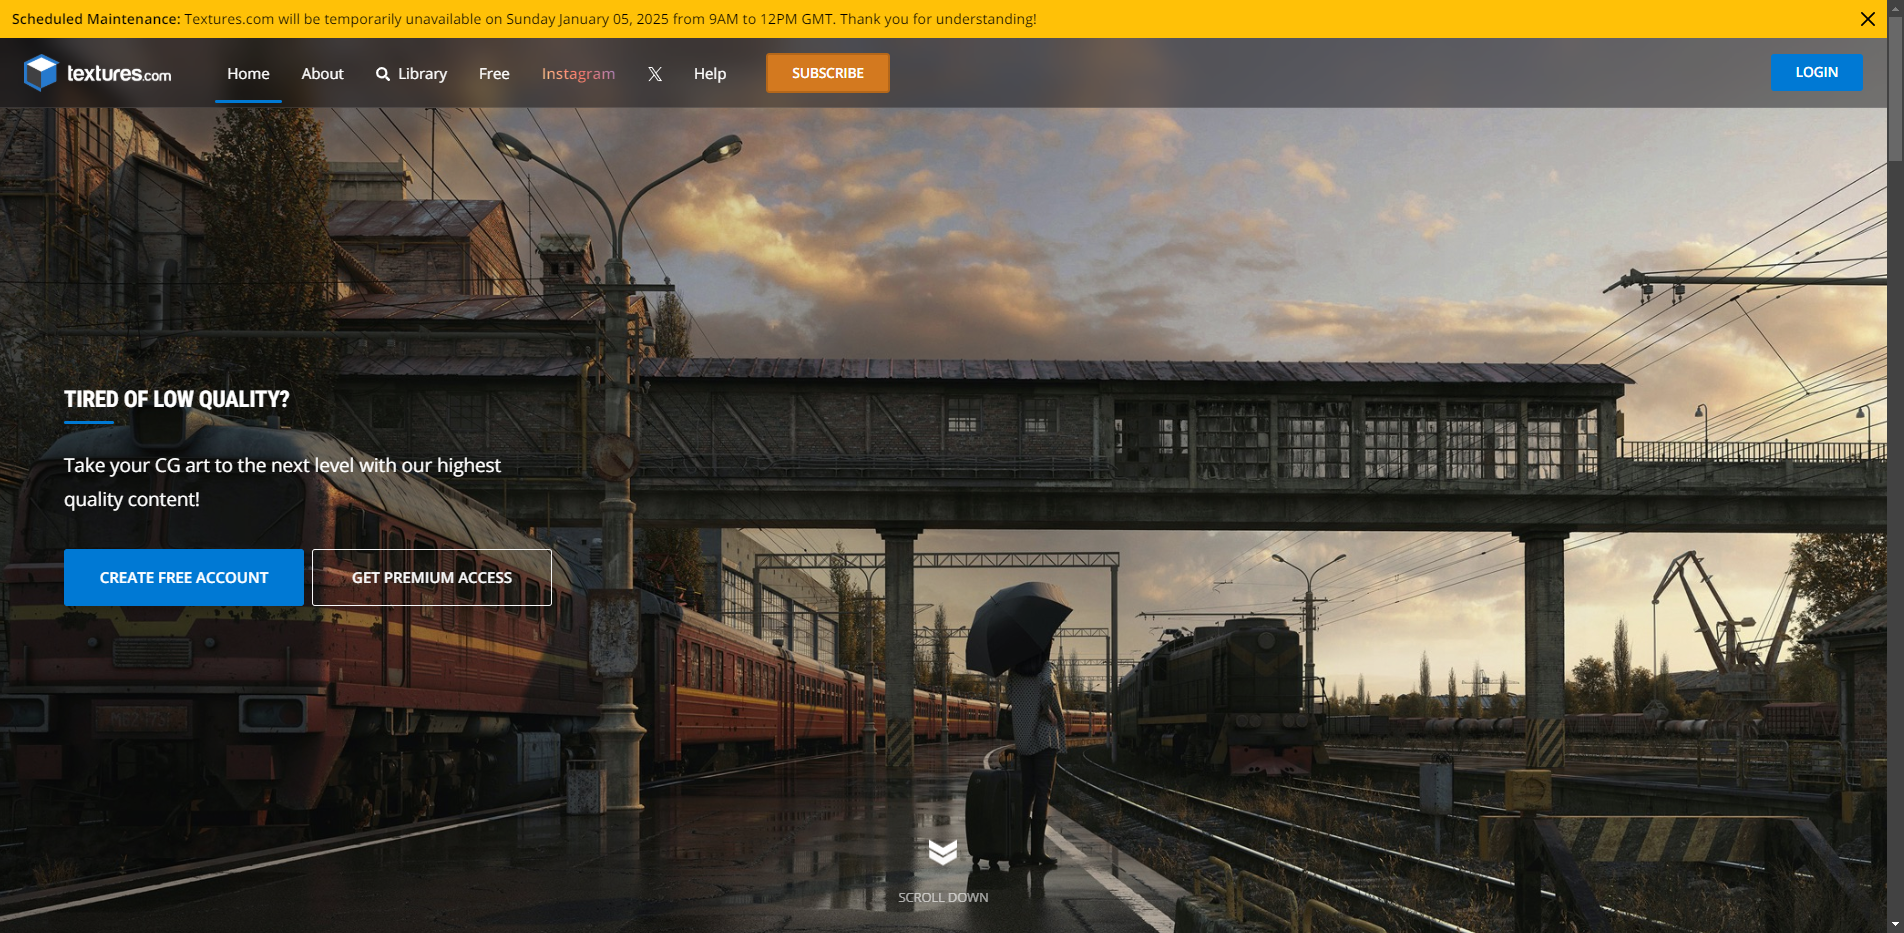 Scheduled Maintenance: Textures.com will be temporarily unavailable on Sunday January 05, 2025 from 9AM to 12PM GMT. Thank you for understanding!
textures.com
Home
About
Library
Free
Instagram
X
Help
SUBSCRIBE
LOGIN
TIRED OF LOW QUALITY?
Take your CG art to the next level with our highest
quality content!
CREATE FREE ACCOUNT
GET PREMIUM ACCESS
SCROLL DOWN